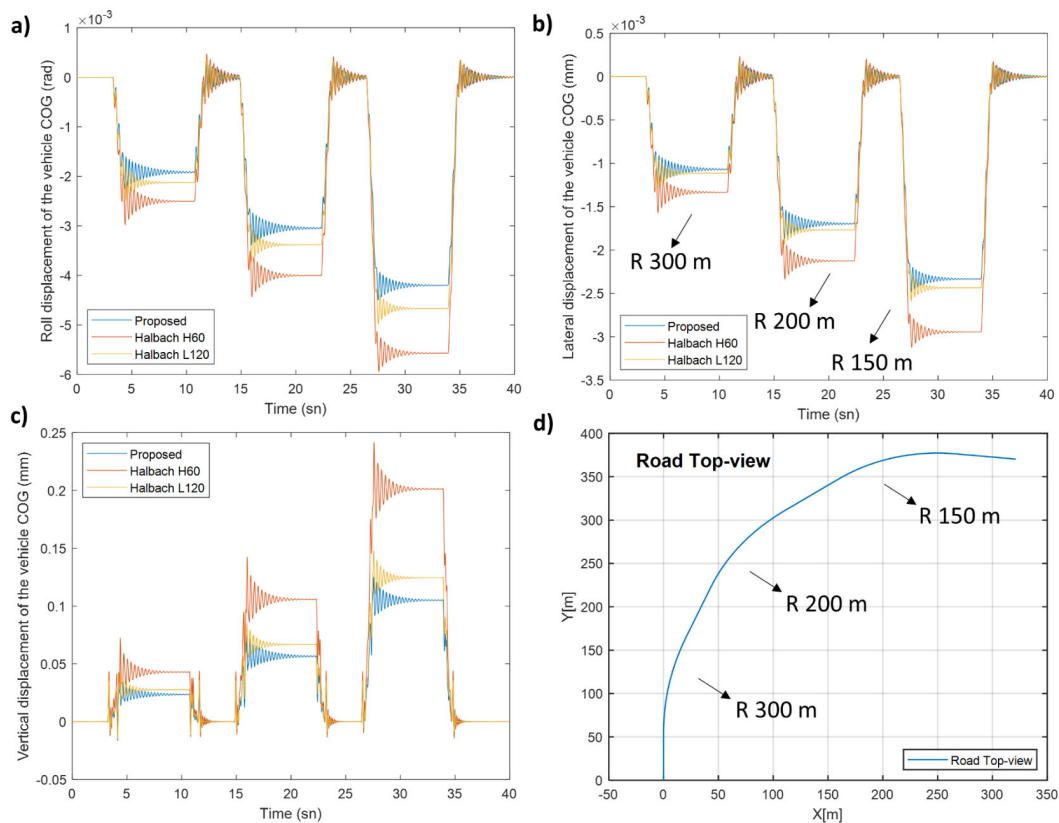 a)
×10⁻³
1
0
-1
-2
-3
-4
-5
-6
Roll displacement of the vehicle COG (rad)
Proposed
Halbach H60
Halbach L120
0 5 10 15 20 25 30 35 40
Time (sn)
b)
×10⁻³
0.5
0
-0.5
-1
-1.5
-2
-2.5
-3
-3.5
Lateral displacement of the vehicle COG (mm)
R 300 m
R 200 m
R 150 m
Proposed
Halbach H60
Halbach L120
0 5 10 15 20 25 30 35 40
Time (sn)
c)
0.25
0.2
0.15
0.1
0.05
0
-0.05
Vertical displacement of the vehicle COG (mm)
Proposed
Halbach H60
Halbach L120
0 5 10 15 20 25 30 35 40
Time (sn)
d)
400
350
300
250
200
150
100
50
0
Y[m]
Road Top-view
R 150 m
R 200 m
R 300 m
Road Top-view
-50 0 50 100 150 200 250 300 350
X[m]